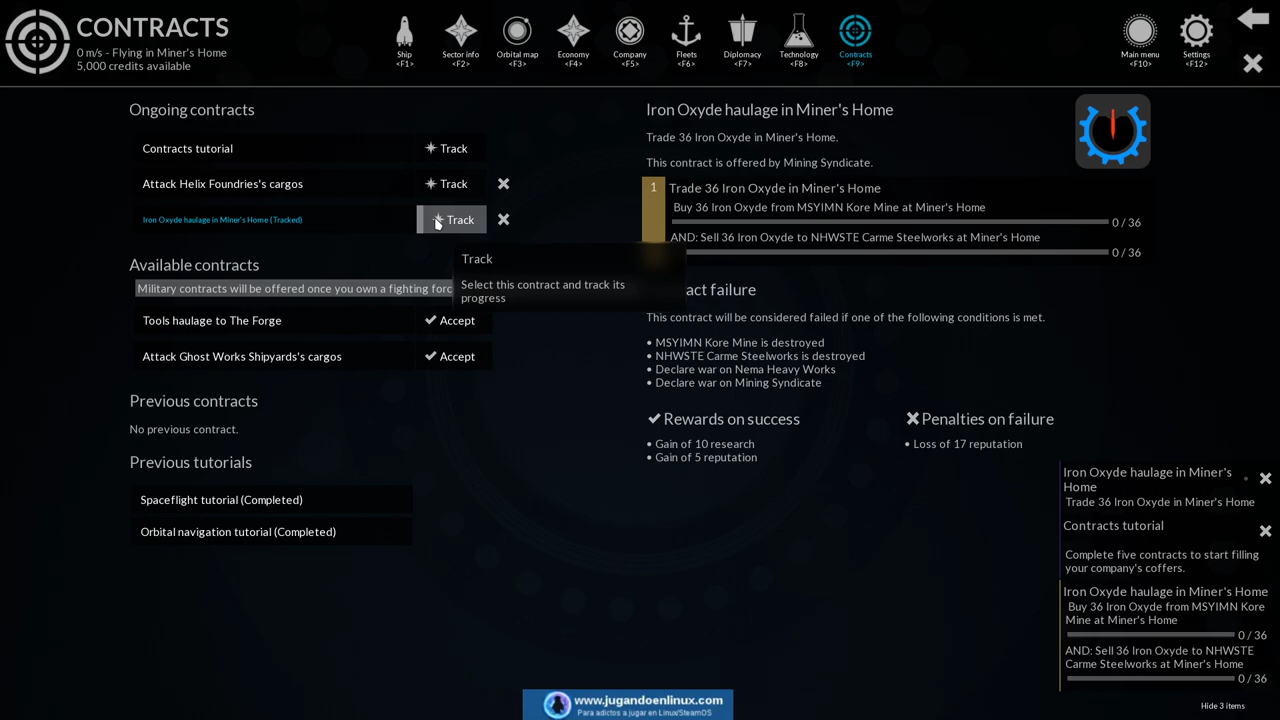 CONTRACTS
0 m/s - Flying in Miner's Home
5,000 credits available
Ship
<F1>
Sector info
<F2>
Orbital map
<F3>
Economy
<F4>
Company
<F5>
Fleets
<F6>
Diplomacy
<F7>
Technology
<F8>
Contracts
<F9>
Main menu
<F10>
Settings
<F12>
Ongoing contracts
Contracts tutorial
Track
Attack Helix Foundries's cargos
Track
Iron Oxyde haulage in Miner's Home (Tracked)
Track
Track
Select this contract and track its
progress
Available contracts
Military contracts will be offered once you own a fighting forc
Tools haulage to The Forge
Accept
Attack Ghost Works Shipyards's cargos
Accept
Previous contracts
No previous contract.
Previous tutorials
Spaceflight tutorial (Completed)
Orbital navigation tutorial (Completed)
Iron Oxyde haulage in Miner's Home
Trade 36 Iron Oxyde in Miner's Home.
This contract is offered by Mining Syndicate.
1
Trade 36 Iron Oxyde in Miner's Home
Buy 36 Iron Oxyde from MSYIMN Kore Mine at Miner's Home
0 / 36
AND: Sell 36 Iron Oxyde to NHWSTE Carme Steelworks at Miner's Home
0 / 36
act failure
This contract will be considered failed if one of the following conditions is met.
• MSYIMN Kore Mine is destroyed
• NHWSTE Carme Steelworks is destroyed
• Declare war on Nema Heavy Works
• Declare war on Mining Syndicate
Rewards on success
• Gain of 10 research
• Gain of 5 reputation
Penalties on failure
• Loss of 17 reputation
Iron Oxyde haulage in Miner's
Home
Trade 36 Iron Oxyde in Miner's Home
Contracts tutorial
Complete five contracts to start filling
your company's coffers.
Iron Oxyde haulage in Miner's Home
Buy 36 Iron Oxyde from MSYIMN Kore
Mine at Miner's Home
0 / 36
AND: Sell 36 Iron Oxyde to NHWSTE
Carme Steelworks at Miner's Home
0 / 36
Hide 3 items
www.jugandoenlinux.com
Para adictos a jugar en Linux/SteamOS